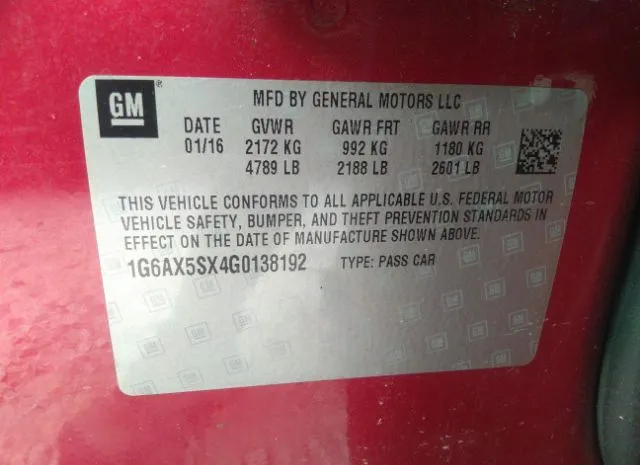 GM
MFD BY GENERAL MOTORS LLC
DATE GVWR GAWR FRT GAWR RR
01/16 2172 KG 992 KG 1180 KG
4789 LB 2188 LB 2601 LB
THIS VEHICLE CONFORMS TO ALL APPLICABLE U.S. FEDERAL MOTOR
VEHICLE SAFETY, BUMPER, AND THEFT PREVENTION STANDARDS IN
EFFECT ON THE DATE OF MANUFACTURE SHOWN ABOVE.
1G6AX5SX4G0138192 TYPE: PASS CAR